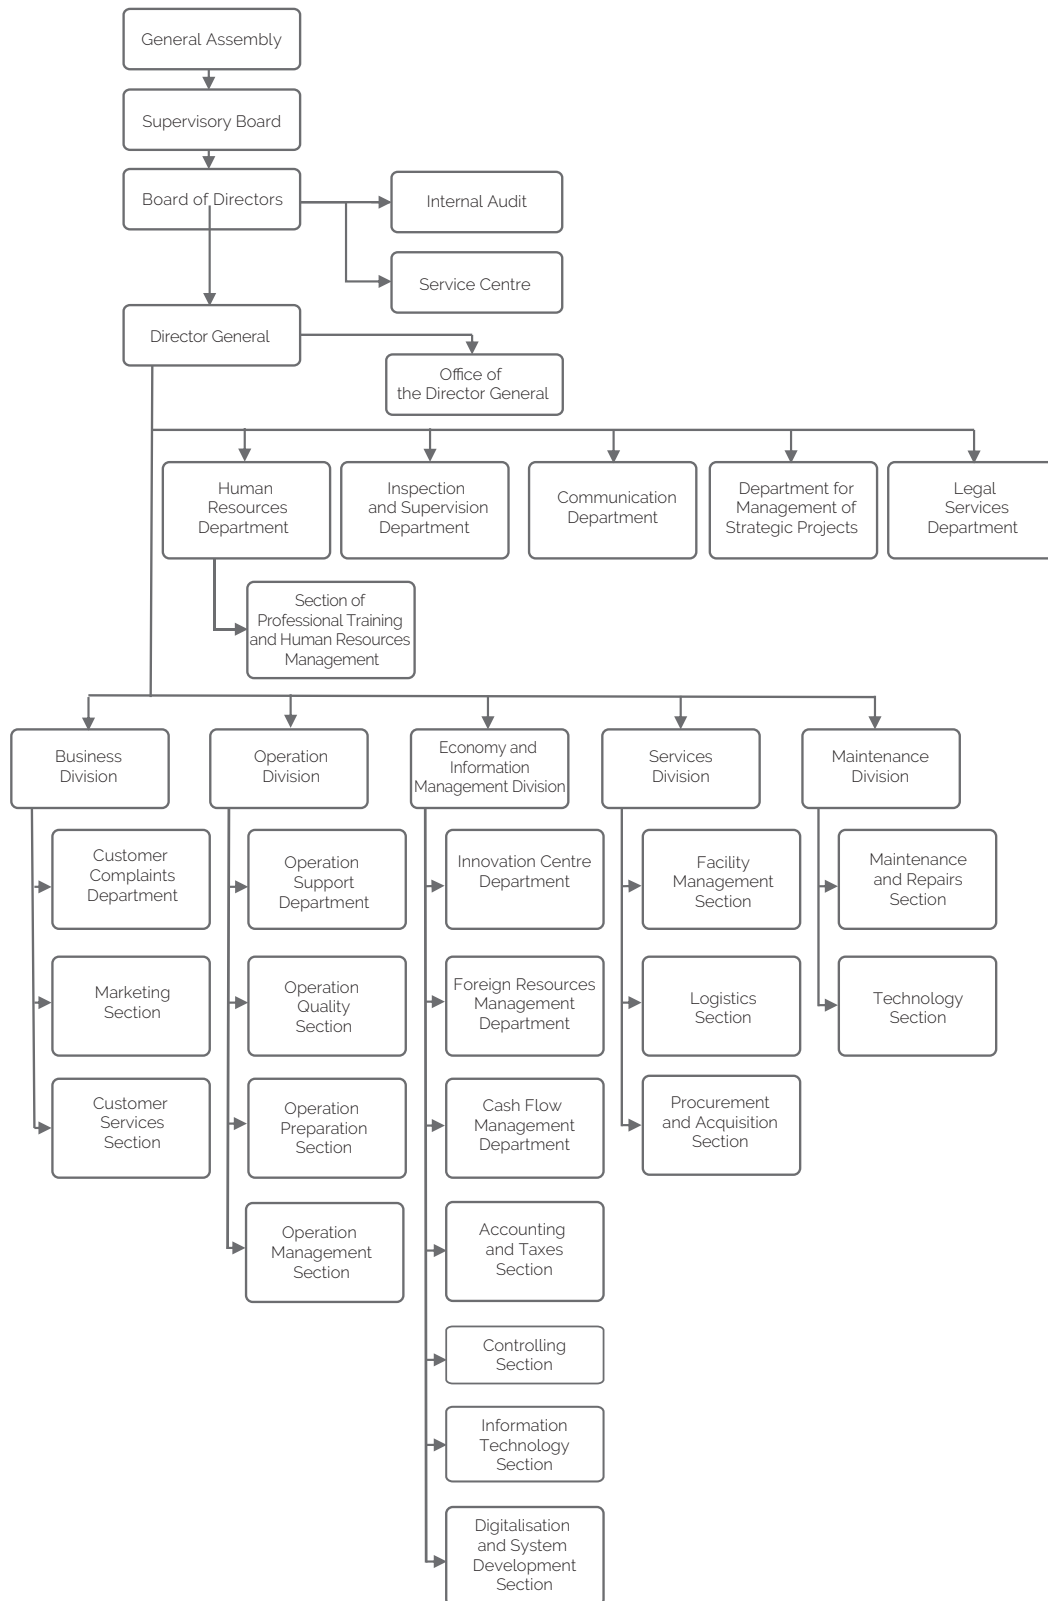 General Assembly
Supervisory Board
Board of Directors
Internal Audit
Service Centre
Director General
Office of
the Director General
Human
Resources
Department
Inspection
and Supervision
Department
Communication
Department
Department for
Management of
Strategic Projects
Legal
Services
Department
Section of
Professional Training
and Human Resources
Management
Business
Division
Operation
Division
Economy and
Information
Management Division
Services
Division
Maintenance
Division
Customer
Complaints
Department
Operation
Support
Department
Innovation Centre
Department
Facility
Management
Section
Maintenance
and Repairs
Section
Marketing
Section
Operation
Quality
Section
Foreign Resources
Management
Department
Logistics
Section
Technology
Section
Customer
Services
Section
Operation
Preparation
Section
Cash Flow
Management
Department
Procurement
and Acquisition
Section
Operation
Management
Section
Accounting
and Taxes
Section
Controlling
Section
Information
Technology
Section
Digitalisation
and System
Development
Section